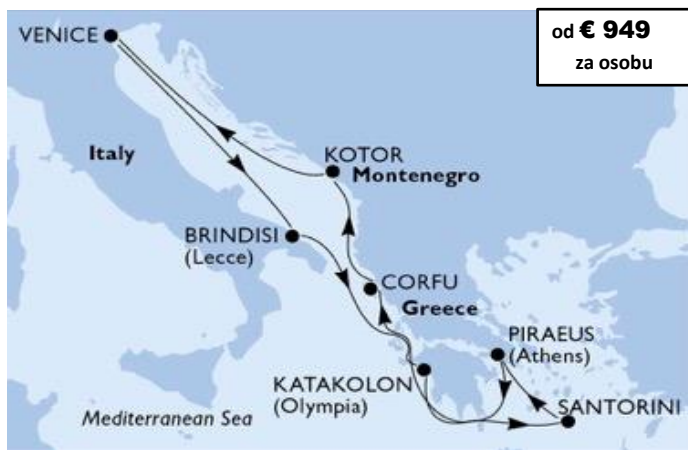 od € 949
za osobu
VENICE
Italy
KOTOR
Montenegro
BRINDISI
(Lecce)
CORFU
Greece
PIRAEUS
(Athens)
KATAKOLON
(Olympia)
SANTORINI
Mediterranean Sea